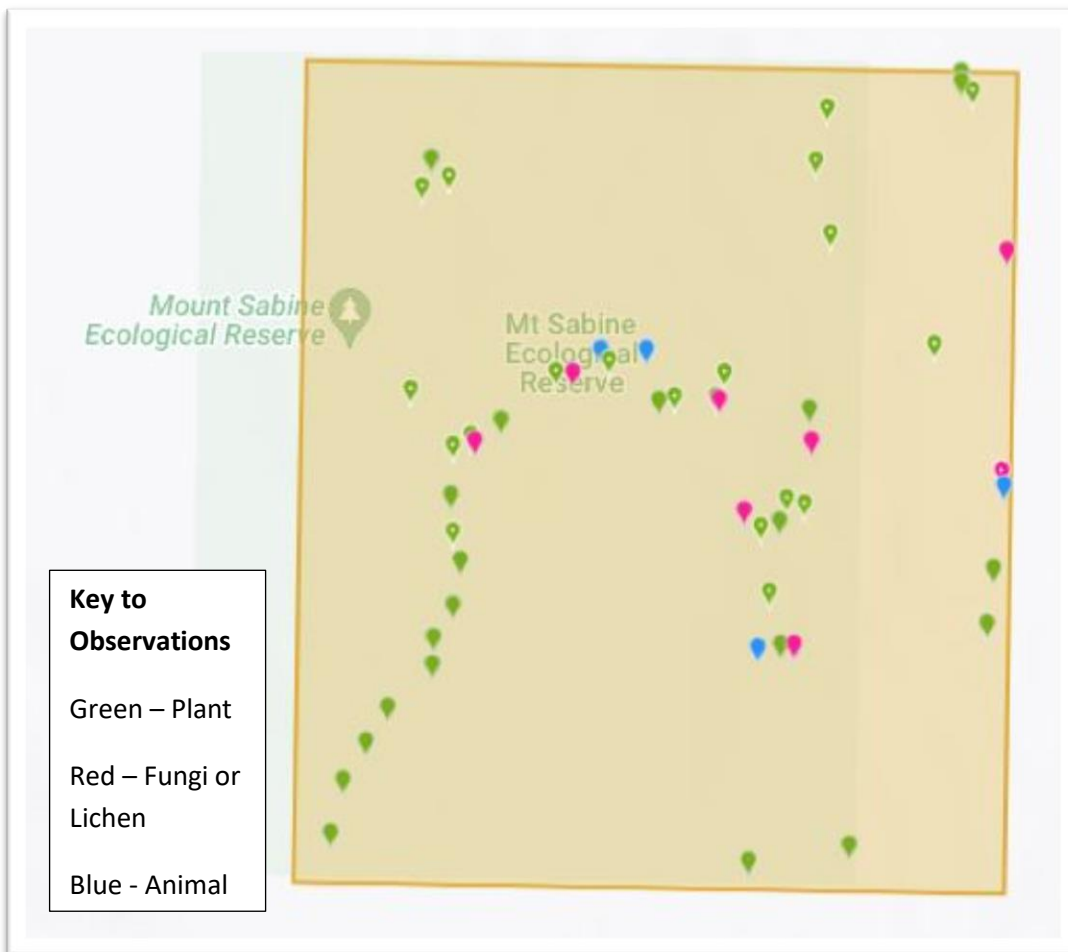 Mount Sabine
Ecological Reserve
Mt Sabine
Ecological
Reserve
Key to
Observations
Green – Plant
Red – Fungi or
Lichen
Blue - Animal